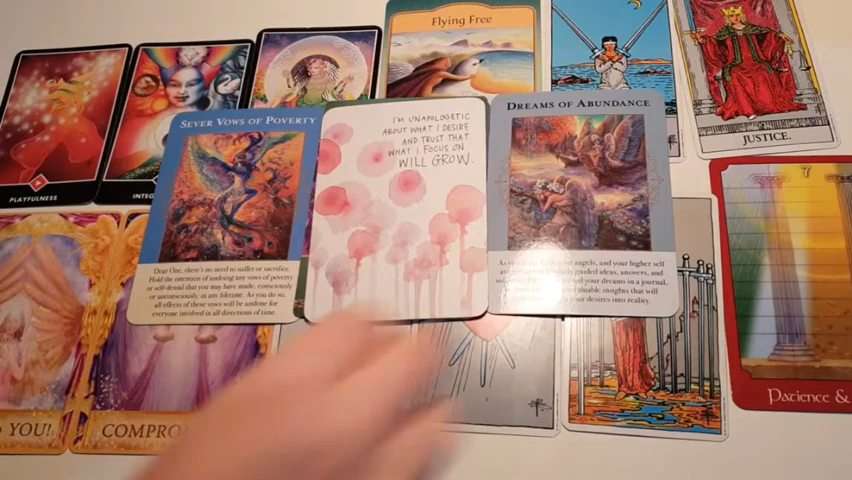 Flying Free
JUSTICE.
PLAYFULNESS
INTEG
SEVER VOWS OF POVERTY
Dear One, there's no need to suffer or sacrifice.
Hold the intention of undoing any vows of poverty
or self-denial that you may have made, consciously
or unconsciously, in any lifetime. As you do so,
all effects of those vows will be undone for
everyone involved in all directions of time.
I'M UNAPOLOGETIC
ABOUT WHAT I DESIRE
AND TRUST THAT
WHAT I FOCUS ON
WILL GROW.
DREAMS OF ABUNDANCE
angels, and your higher self
guided ideas, answers, and
your dreams in a journal,
valuable insights that will
your desires into reality.
7
Patience &
YOU!
COMPRO